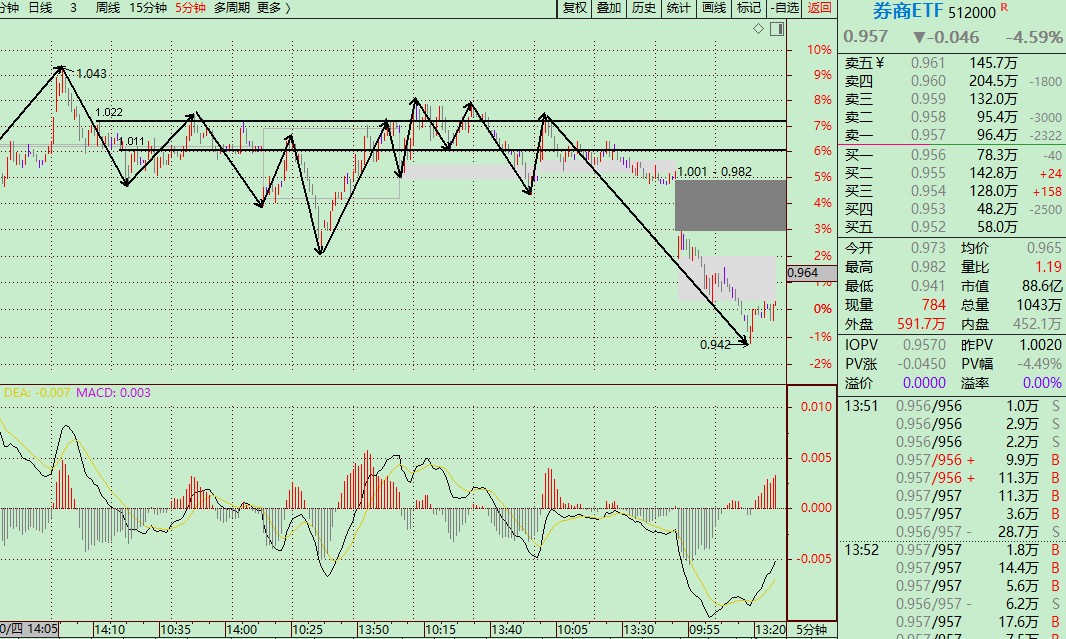 分钟 日线 3 周线 15分钟 5分钟 多周期 更多 〉 复权 叠加 历史 统计 画线 标记 -自选 返回
券商ETF 512000 R
0.957 ▼-0.046 -4.59%
卖五 ¥ 0.961 145.7万
卖四 0.960 204.5万 -1800
卖三 0.959 132.0万
卖二 0.958 95.4万 -3000
卖一 0.957 96.4万 -2322
买一 0.956 78.3万 -40
买二 0.955 142.8万 +24
买三 0.954 128.0万 +158
买四 0.953 48.2万 -2500
买五 0.952 58.0万
今开 0.973 均价 0.965
最高 0.982 量比 1.19
最低 0.941 市值 88.6亿
现量 784 总量 1043万
外盘 591.7万 内盘 452.1万
IOPV 0.9570 昨PV 1.0020
PV涨 -0.0450 PV幅 -4.49%
溢价 0.0000 溢率 0.00%
13:51 0.956/956 1.0万 S
0.956/956 2.9万 S
0.956/956 2.2万 S
0.957/956 + 9.9万 B
0.957/956 + 11.3万 B
0.957/957 11.3万 B
0.957/957 3.6万 B
0.956/957 - 28.7万 S
13:52 0.957/957 1.8万 B
0.957/957 14.4万 B
0.957/957 5.6万 B
0.956/957 - 6.2万 S
0.957/957 17.6万 B
10%
9%
8%
7%
6%
5%
4%
3%
2%
0.964
1%
0%
-1%
-2%
1.043
1.022
1.011
1.001 - 0.982
0.942
DEA: -0.007 MACD: 0.003
0.010
0.005
0.000
-0.005
0/四 14:05 14:10 10:35 14:00 10:25 13:50 10:15 13:40 10:05 13:30 09:55 13:20 5分钟